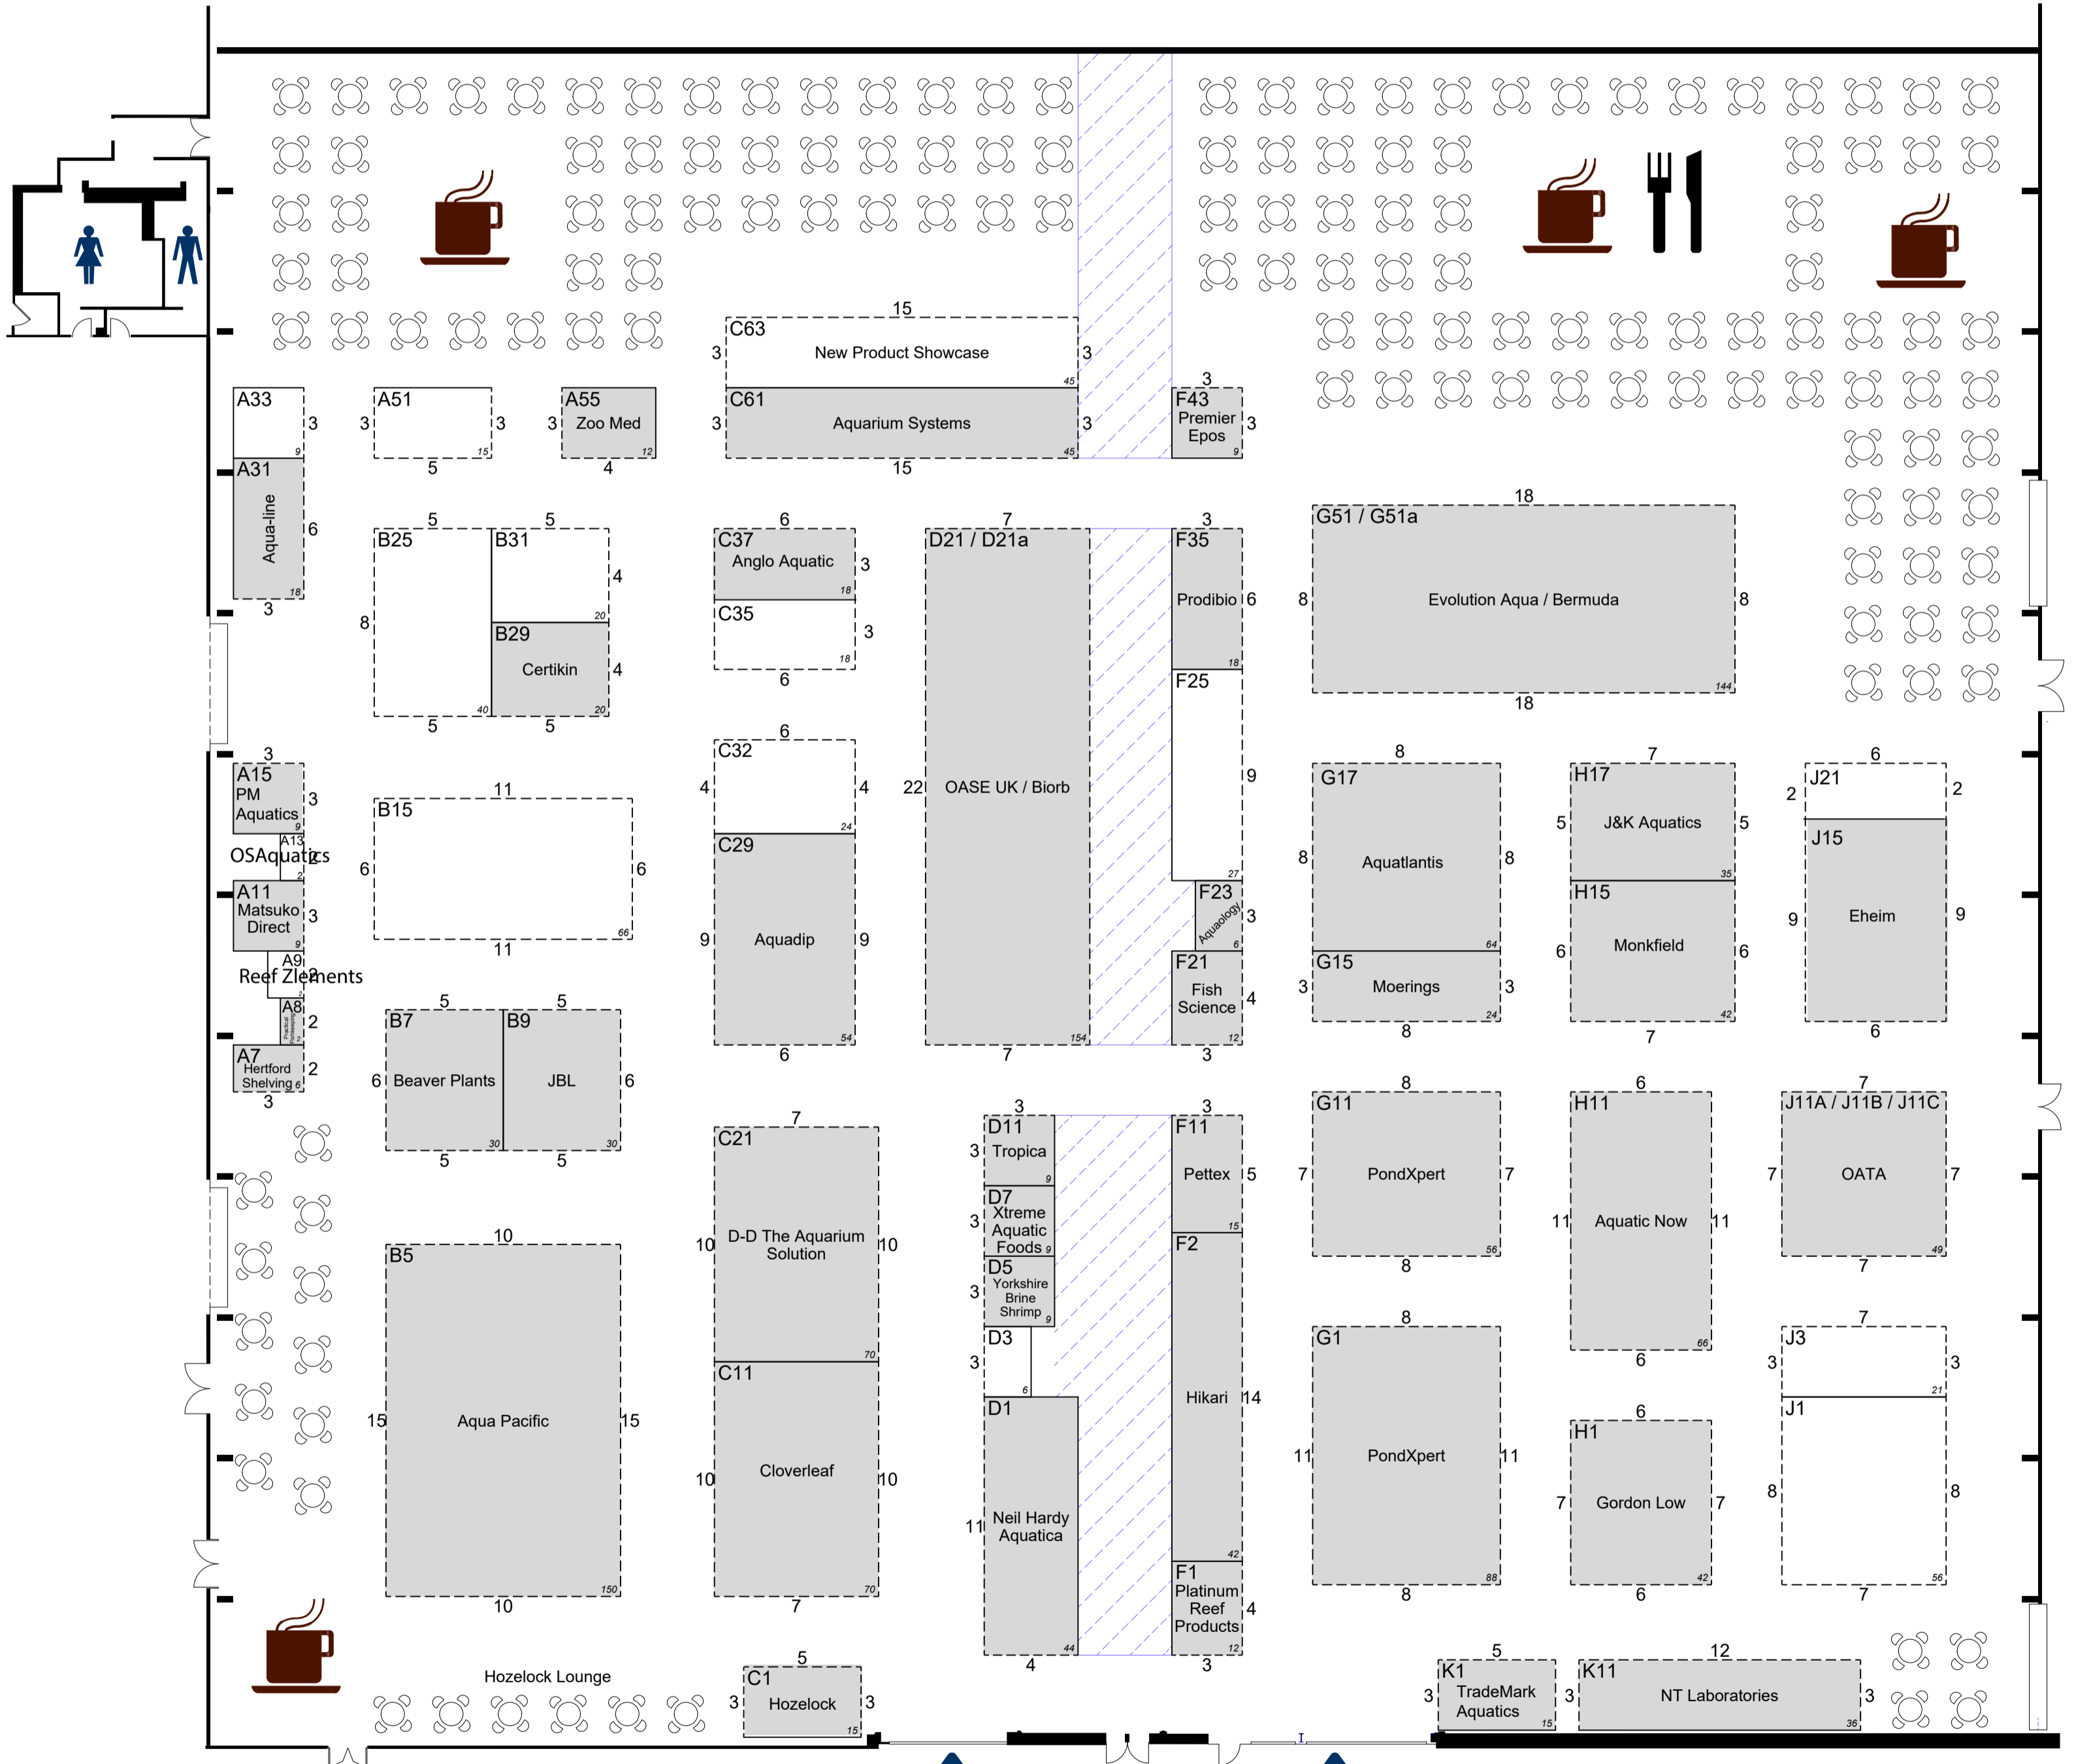 15
C63
New Product Showcase
3
3
45
A33
3
9
A51
3
3
15
5
A55
Zoo Med
3
12
4
C61
Aquarium Systems
3
3
45
15
3
F43
Premier
Epos
3
9
A31
Aqua-line
6
18
3
5
B25
8
40
5
5
B31
4
20
B29
Certikin
4
20
5
6
C37
Anglo Aquatic
3
18
C35
3
18
6
7
D21 / D21a
22
OASE UK / Biorb
154
7
3
F35
Prodibio
6
18
F25
9
27
18
G51 / G51a
8
Evolution Aqua / Bermuda
8
144
18
6
C32
4
4
24
C29
9
Aquadip
9
54
6
3
A15
PM
Aquatics
3
9
A13
OSAquatics
2
2
A11
Matsuko
Direct
3
9
A9
Reef Zlements
2
2
A8
Practical
Fishkeeping
2
2
A7
Hertford
Shelving
6
2
3
11
B15
6
6
66
11
F23
Aquaology
3
6
F21
Fish
Science
4
12
3
8
G17
8
Aquatlantis
8
64
G15
3
Moerings
3
24
8
7
H17
5
J&K Aquatics
5
35
H15
6
Monkfield
6
42
7
6
J21
2
2
J15
9
Eheim
9
6
5
B7
6
Beaver Plants
30
5
5
B9
JBL
6
30
5
7
C21
10
D-D The Aquarium
Solution
10
70
C11
10
Cloverleaf
10
70
7
3
D11
3
Tropica
9
D7
3
Xtreme
Aquatic
Foods
9
D5
3
Yorkshire
Brine
Shrimp
9
D3
3
6
D1
11
Neil Hardy
Aquatica
44
4
3
F11
Pettex
5
15
F2
Hikari
14
42
F1
Platinum
Reef
Products
4
12
3
8
G11
7
PondXpert
7
56
8
6
H11
11
Aquatic Now
11
66
6
7
J11A / J11B / J11C
7
OATA
7
49
7
10
B5
15
Aqua Pacific
15
150
10
8
G1
11
PondXpert
11
88
8
6
H1
7
Gordon Low
7
42
6
7
J3
3
3
21
J1
8
8
56
7
Hozelock Lounge
5
C1
3
Hozelock
3
15
5
K1
3
TradeMark
Aquatics
15
12
K11
3
NT Laboratories
3
36